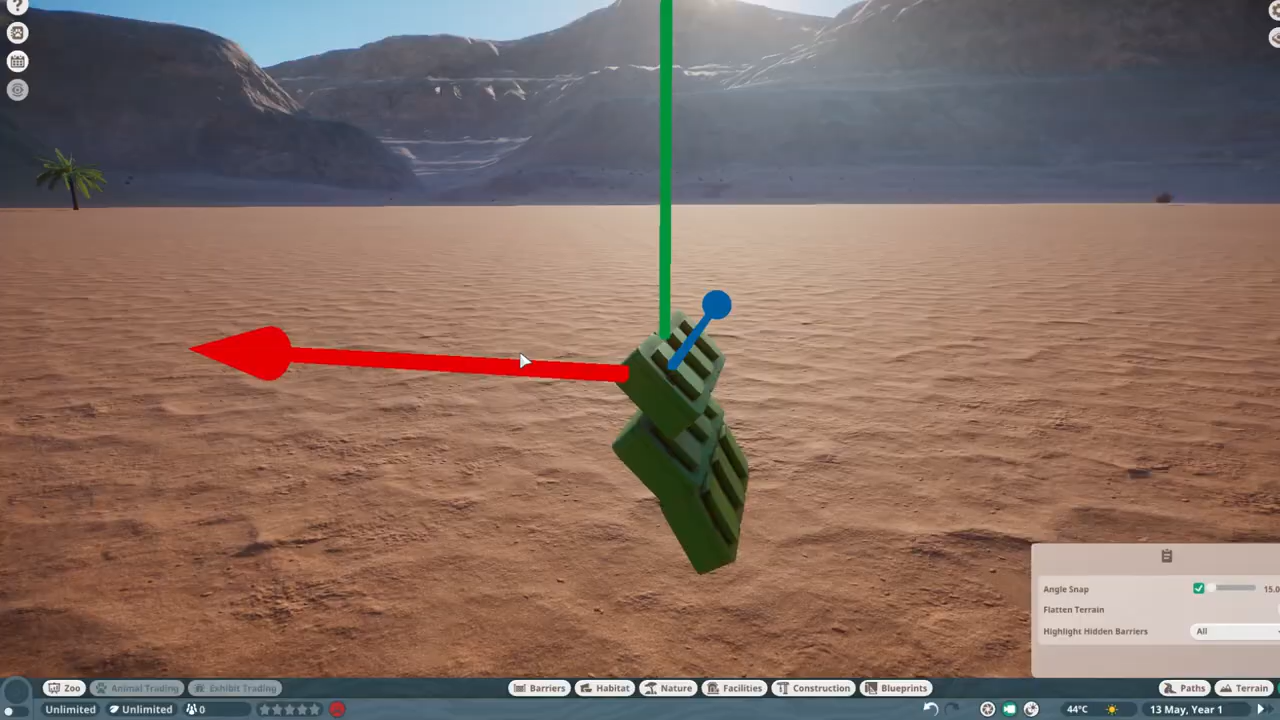 ?
Angle Snap
15.0
Flatten Terrain
Highlight Hidden Barriers
All
Zoo
Animal Trading
Exhibit Trading
Barriers
Habitat
Nature
Facilities
Construction
Blueprints
Paths
Terrain
Unlimited
Unlimited
0
44°C
13 May, Year 1